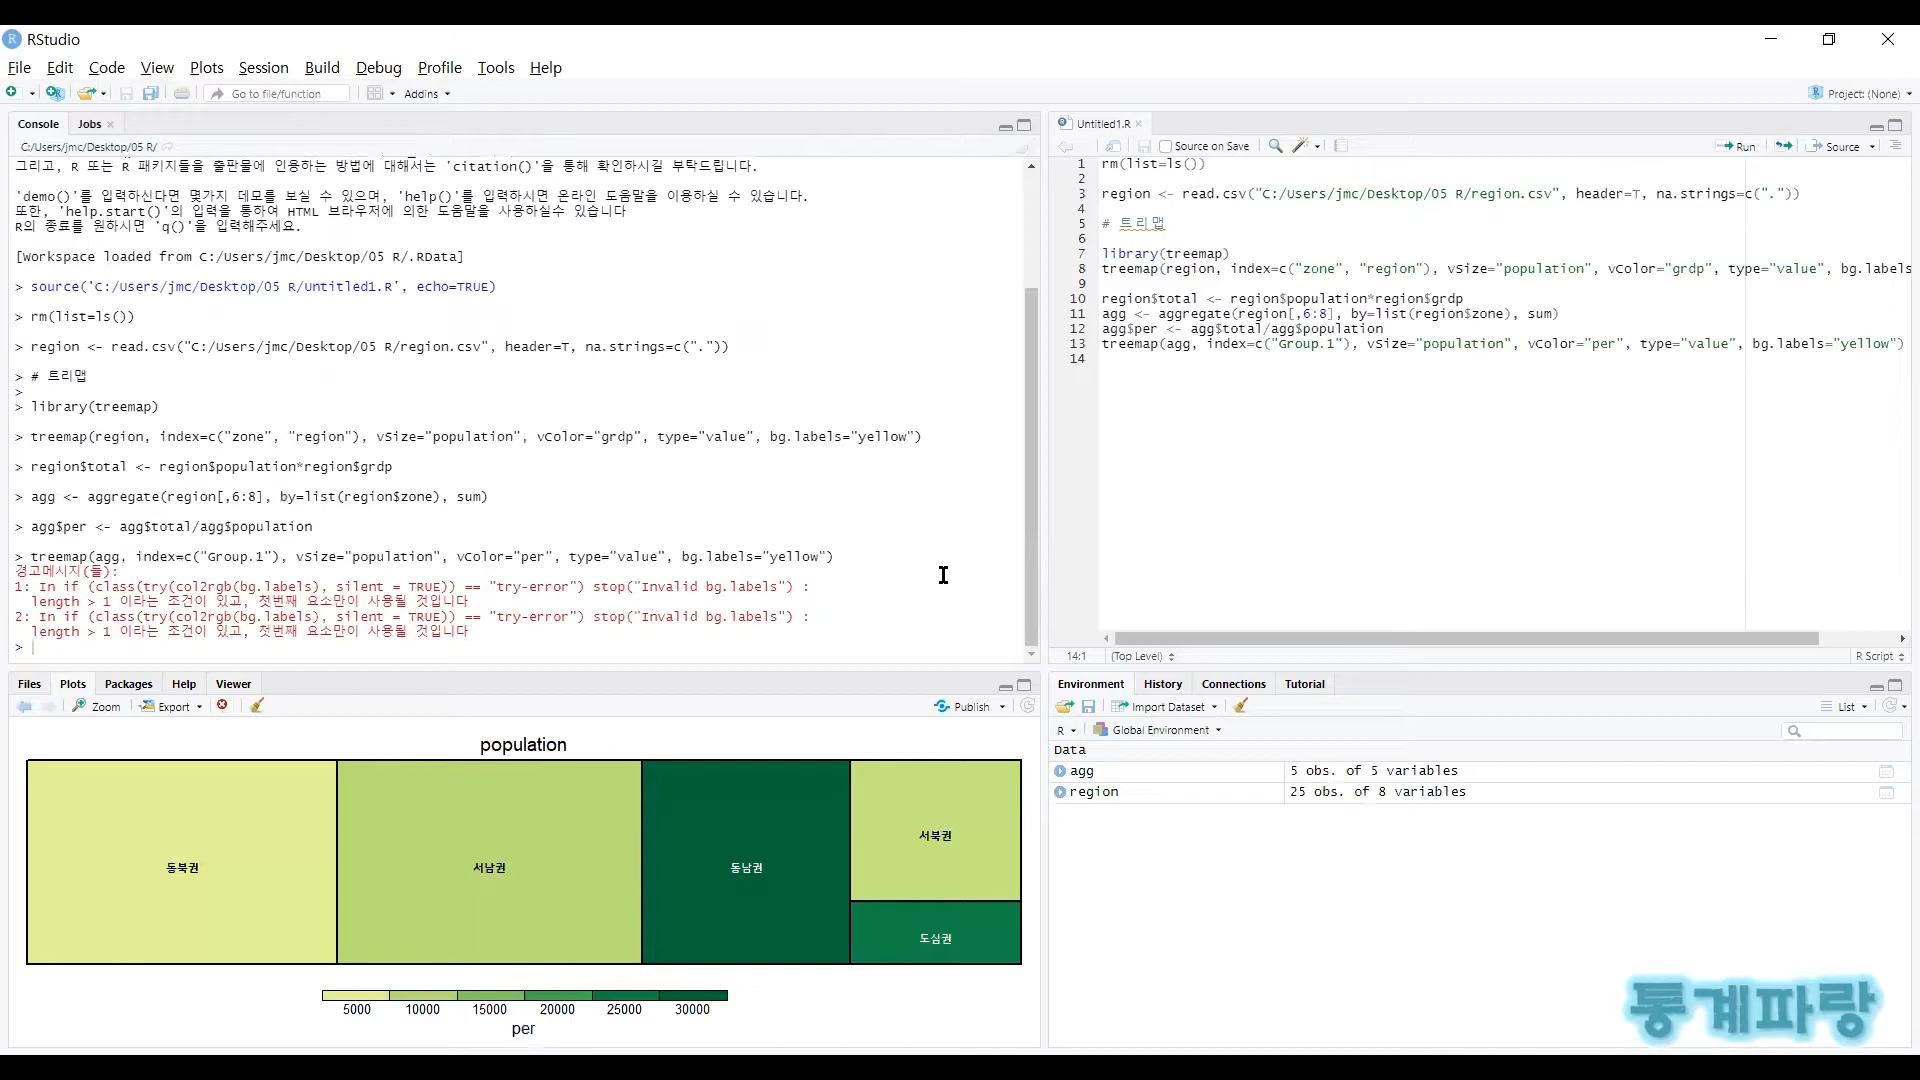 RStudio
File Edit Code View Plots Session Build Debug Profile Tools Help
Go to file/function Addins Project: (None)
Console Jobs
C:/Users/jmc/Desktop/05 R/
그리고, R 또는 R 패키지들을 출판물에 인용하는 방법에 대해서는 'citation()'을 통해 확인하시길 부탁드립니다.
'demo()'를 입력하신다면 몇가지 데모를 보실 수 있으며, 'help()'를 입력하시면 온라인 도움말을 이용하실 수 있습니다.
또한, 'help.start()'의 입력을 통하여 HTML 브라우저에 의한 도움말을 사용하실수 있습니다
R의 종료를 원하시면 'q()'을 입력해주세요.
[Workspace loaded from C:/Users/jmc/Desktop/05 R/.RData]
> source('C:/Users/jmc/Desktop/05 R/Untitled1.R', echo=TRUE)
> rm(list=ls())
> region <- read.csv("C:/Users/jmc/Desktop/05 R/region.csv", header=T, na.strings=c("."))
> # 트리맵
>
> library(treemap)
> treemap(region, index=c("zone", "region"), vSize="population", vColor="grdp", type="value", bg.labels="yellow")
> region$total <- region$population*region$grdp
> agg <- aggregate(region[,6:8], by=list(region$zone), sum)
> agg$per <- agg$total/agg$population
> treemap(agg, index=c("Group.1"), vSize="population", vColor="per", type="value", bg.labels="yellow")
경고메시지(들):
1: In if (class(try(col2rgb(bg.labels), silent = TRUE)) == "try-error") stop("Invalid bg.labels") :
length > 1 이라는 조건이 있고, 첫번째 요소만이 사용될 것입니다
2: In if (class(try(col2rgb(bg.labels), silent = TRUE)) == "try-error") stop("Invalid bg.labels") :
length > 1 이라는 조건이 있고, 첫번째 요소만이 사용될 것입니다
>
Untitled1.R
Source on Save Run Source
1 rm(list=ls())
2
3 region <- read.csv("C:/Users/jmc/Desktop/05 R/region.csv", header=T, na.strings=c("."))
4
5 # 트리맵
6
7 library(treemap)
8 treemap(region, index=c("zone", "region"), vSize="population", vColor="grdp", type="value", bg.labels
9
10 region$total <- region$population*region$grdp
11 agg <- aggregate(region[,6:8], by=list(region$zone), sum)
12 agg$per <- agg$total/agg$population
13 treemap(agg, index=c("Group.1"), vSize="population", vColor="per", type="value", bg.labels="yellow")
14
14:1 (Top Level) R Script
Files Plots Packages Help Viewer
Zoom Export Publish
population
동북권
서남권
동남권
서북권
도심권
5000 10000 15000 20000 25000 30000
per
Environment History Connections Tutorial
Import Dataset List
R Global Environment
Data
agg 5 obs. of 5 variables
region 25 obs. of 8 variables
통계파랑